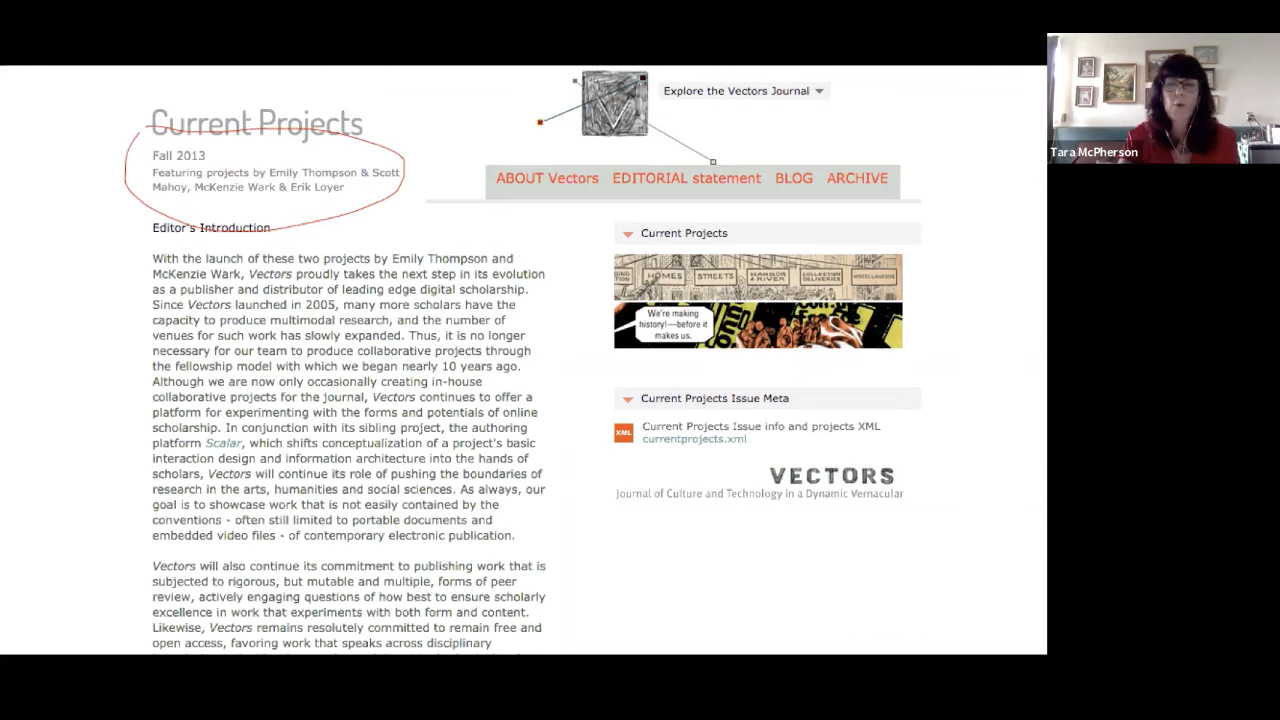 Current Projects
Fall 2013
Featuring projects by Emily Thompson & Scott
Mahoy, McKenzie Wark & Erik Loyer
Editor's Introduction
With the launch of these two projects by Emily Thompson and
McKenzie Wark, Vectors proudly takes the next step in its evolution
as a publisher and distributor of leading edge digital scholarship.
Since Vectors launched in 2005, many more scholars have the
capacity to produce multimodal research, and the number of
venues for such work has slowly expanded. Thus, it is no longer
necessary for our team to produce collaborative projects through
the fellowship model with which we began nearly 10 years ago.
Although we are now only occasionally creating in-house
collaborative projects for the journal, Vectors continues to offer a
platform for experimenting with the forms and potentials of online
scholarship. In conjunction with its sibling project, the authoring
platform Scalar, which shifts conceptualization of a project's basic
interaction design and information architecture into the hands of
scholars, Vectors will continue its role of pushing the boundaries of
research in the arts, humanities and social sciences. As always, our
goal is to showcase work that is not easily contained by the
conventions - often still limited to portable documents and
embedded video files - of contemporary electronic publication.
Vectors will also continue its commitment to publishing work that is
subjected to rigorous, but mutable and multiple, forms of peer
review, actively engaging questions of how best to ensure scholarly
excellence in work that experiments with both form and content.
Likewise, Vectors remains resolutely committed to remain free and
open access, favoring work that speaks across disciplinary
V
Explore the Vectors Journal
ABOUT Vectors EDITORIAL statement BLOG ARCHIVE
Current Projects
HOMES STREETS HARBOR & RIVER COLLECTION DELIVERIES MISCELLANEOUS
We're making
history!—before it
makes us.
Current Projects Issue Meta
XML
Current Projects Issue info and projects XML
currentprojects.xml
VECTORS
Journal of Culture and Technology in a Dynamic Vernacular
Tara McPherson